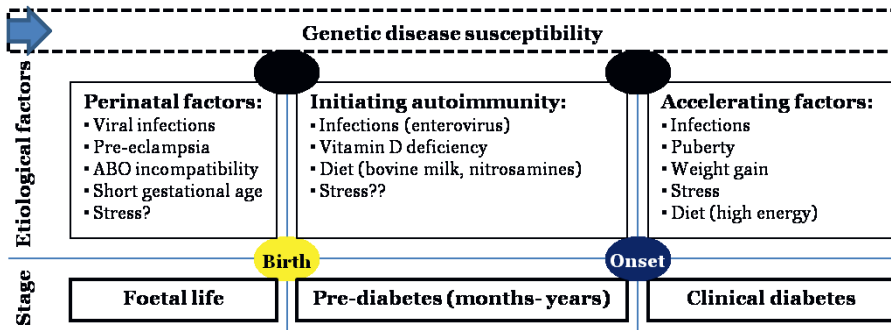 Genetic disease susceptibility
Etiological factors
Perinatal factors:
▪ Viral infections
▪ Pre-eclampsia
▪ ABO incompatibility
▪ Short gestational age
▪ Stress?
Initiating autoimmunity:
▪ Infections (enterovirus)
▪ Vitamin D deficiency
▪ Diet (bovine milk, nitrosamines)
▪ Stress??
Accelerating factors:
▪ Infections
▪ Puberty
▪ Weight gain
▪ Stress
▪ Diet (high energy)
Birth
Onset
Stage
Foetal life
Pre-diabetes (months- years)
Clinical diabetes